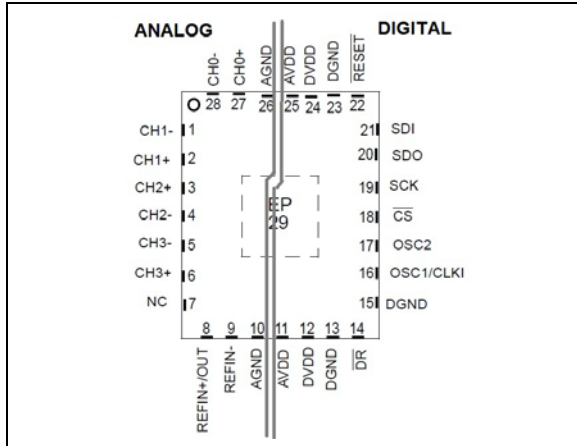 ANALOG DIGITAL
CH0- CH0+ AGND AVDD DVDD DGND RESET
28 27 26 25 24 23 22
CH1- 1 21 SDI
CH1+ 2 20 SDO
CH2+ 3 19 SCK
CH2- 4 18 CS
CH3- 5 17 OSC2
CH3+ 6 16 OSC1/CLKI
NC 7 15 DGND
EP
29
8 9 10 11 12 13 14
REFIN+/OUT REFIN- AGND AVDD DVDD DGND DR